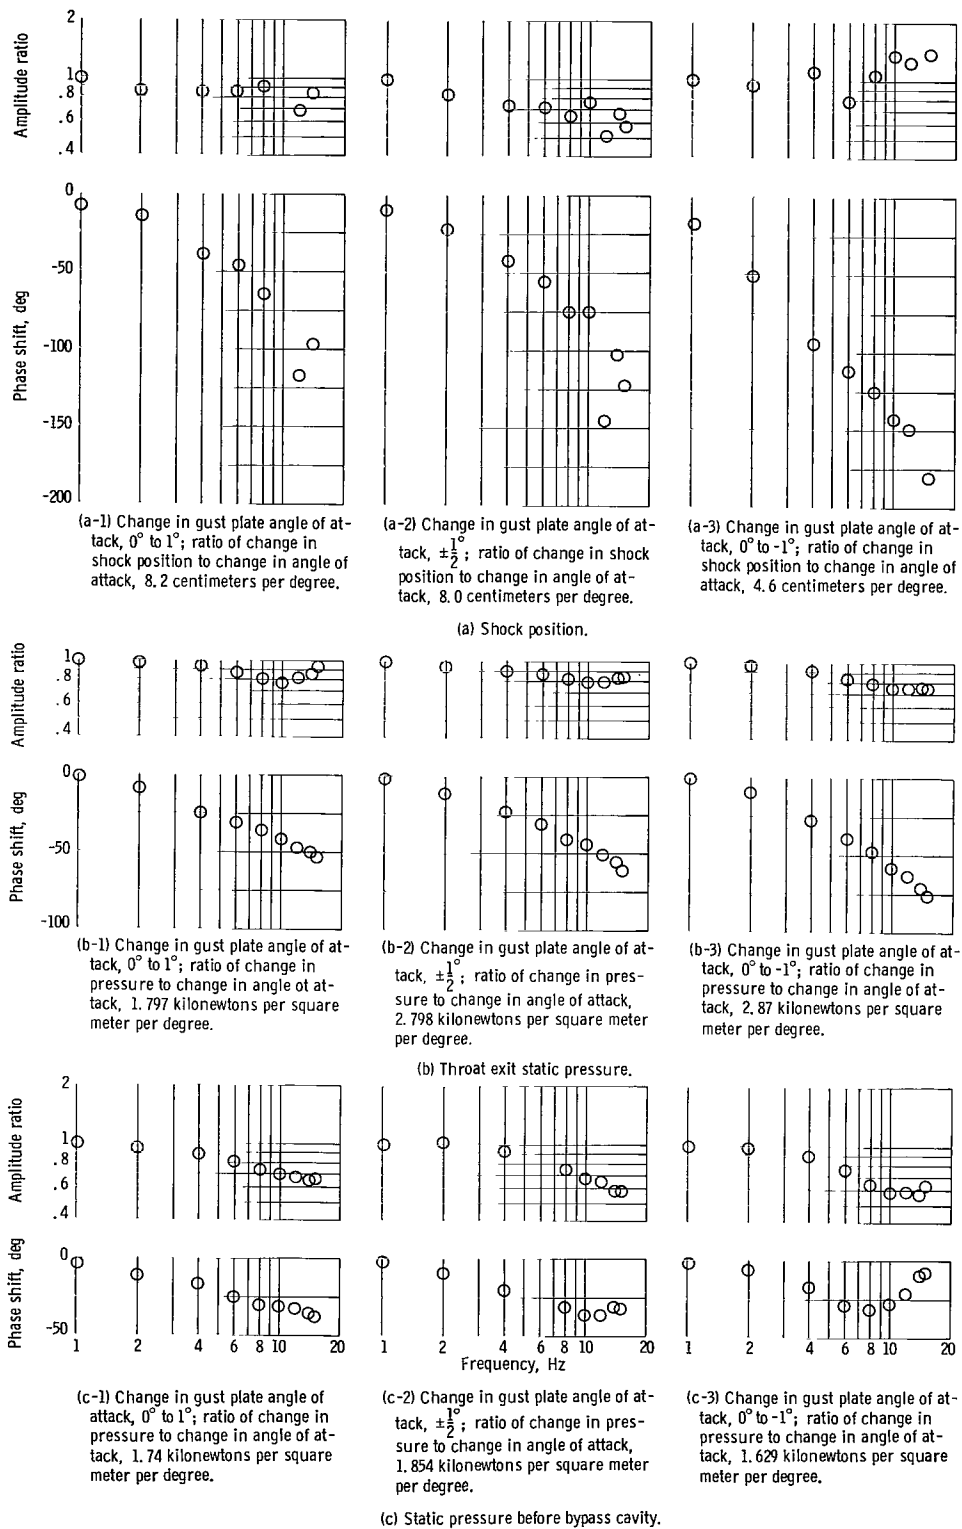 2
1
.8
.6
.4
Amplitude ratio
0
-50
-100
-150
-200
Phase shift, deg
(a-1) Change in gust plate angle of at-
tack, 0° to 1°; ratio of change in
shock position to change in angle of
attack, 8.2 centimeters per degree.
(a-2) Change in gust plate angle of at-
tack, ±1/2°; ratio of change in shock
position to change in angle of at-
tack, 8.0 centimeters per degree.
(a-3) Change in gust plate angle of at-
tack, 0° to -1°; ratio of change in
shock position to change in angle of
attack, 4.6 centimeters per degree.
(a) Shock position.
1
.8
.6
.4
Amplitude ratio
0
-50
-100
Phase shift, deg
(b-1) Change in gust plate angle of at-
tack, 0° to 1°; ratio of change in
pressure to change in angle ot at-
tack, 1.797 kilonewtons per square
meter per degree.
(b-2) Change in gust plate angle of at-
tack, ±1/2°; ratio of change in pres-
sure to change in angle of attack,
2.798 kilonewtons per square meter
per degree.
(b-3) Change in gust plate angle of at-
tack, 0° to -1°; ratio of change in
pressure to change in angle of at-
tack, 2.87 kilonewtons per square
meter per degree.
(b) Throat exit static pressure.
2
1
.8
.6
.4
Amplitude ratio
0
-50
Phase shift, deg
1 2 4 6 8 10 20
1 2 4 6 8 10 20
1 2 4 6 8 10 20
Frequency, Hz
(c-1) Change in gust plate angle of
attack, 0° to 1°; ratio of change in
pressure to change in angle of at-
tack, 1.74 kilonewtons per square
meter per degree.
(c-2) Change in gust plate angle of at-
tack, ±1/2°; ratio of change in pres-
sure to change in angle of attack,
1.854 kilonewtons per square meter
per degree.
(c-3) Change in gust plate angle of at-
tack, 0° to -1°; ratio of change in
pressure to change in angle of at-
tack, 1.629 kilonewtons per square
meter per degree.
(c) Static pressure before bypass cavity.